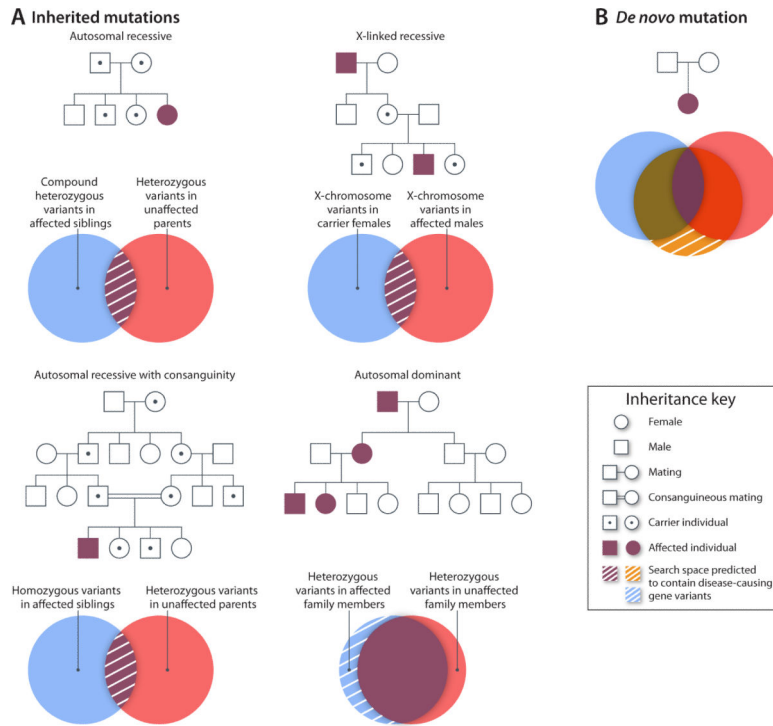 A Inherited mutations
Autosomal recessive
Compound
heterozygous
variants in
affected siblings
Heterozygous
variants in
unaffected
parents
X-linked recessive
X-chromosome
variants in
carrier females
X-chromosome
variants in
affected males
Autosomal recessive with consanguinity
Homozygous variants
in affected siblings
Heterozygous variants
in unaffected parents
Autosomal dominant
Heterozygous
variants in affected
family members
Heterozygous
variants in unaffected
family members
B De novo mutation
Inheritance key
Female
Male
Mating
Consanguineous mating
Carrier individual
Affected individual
Search space predicted
to contain disease-causing
gene variants